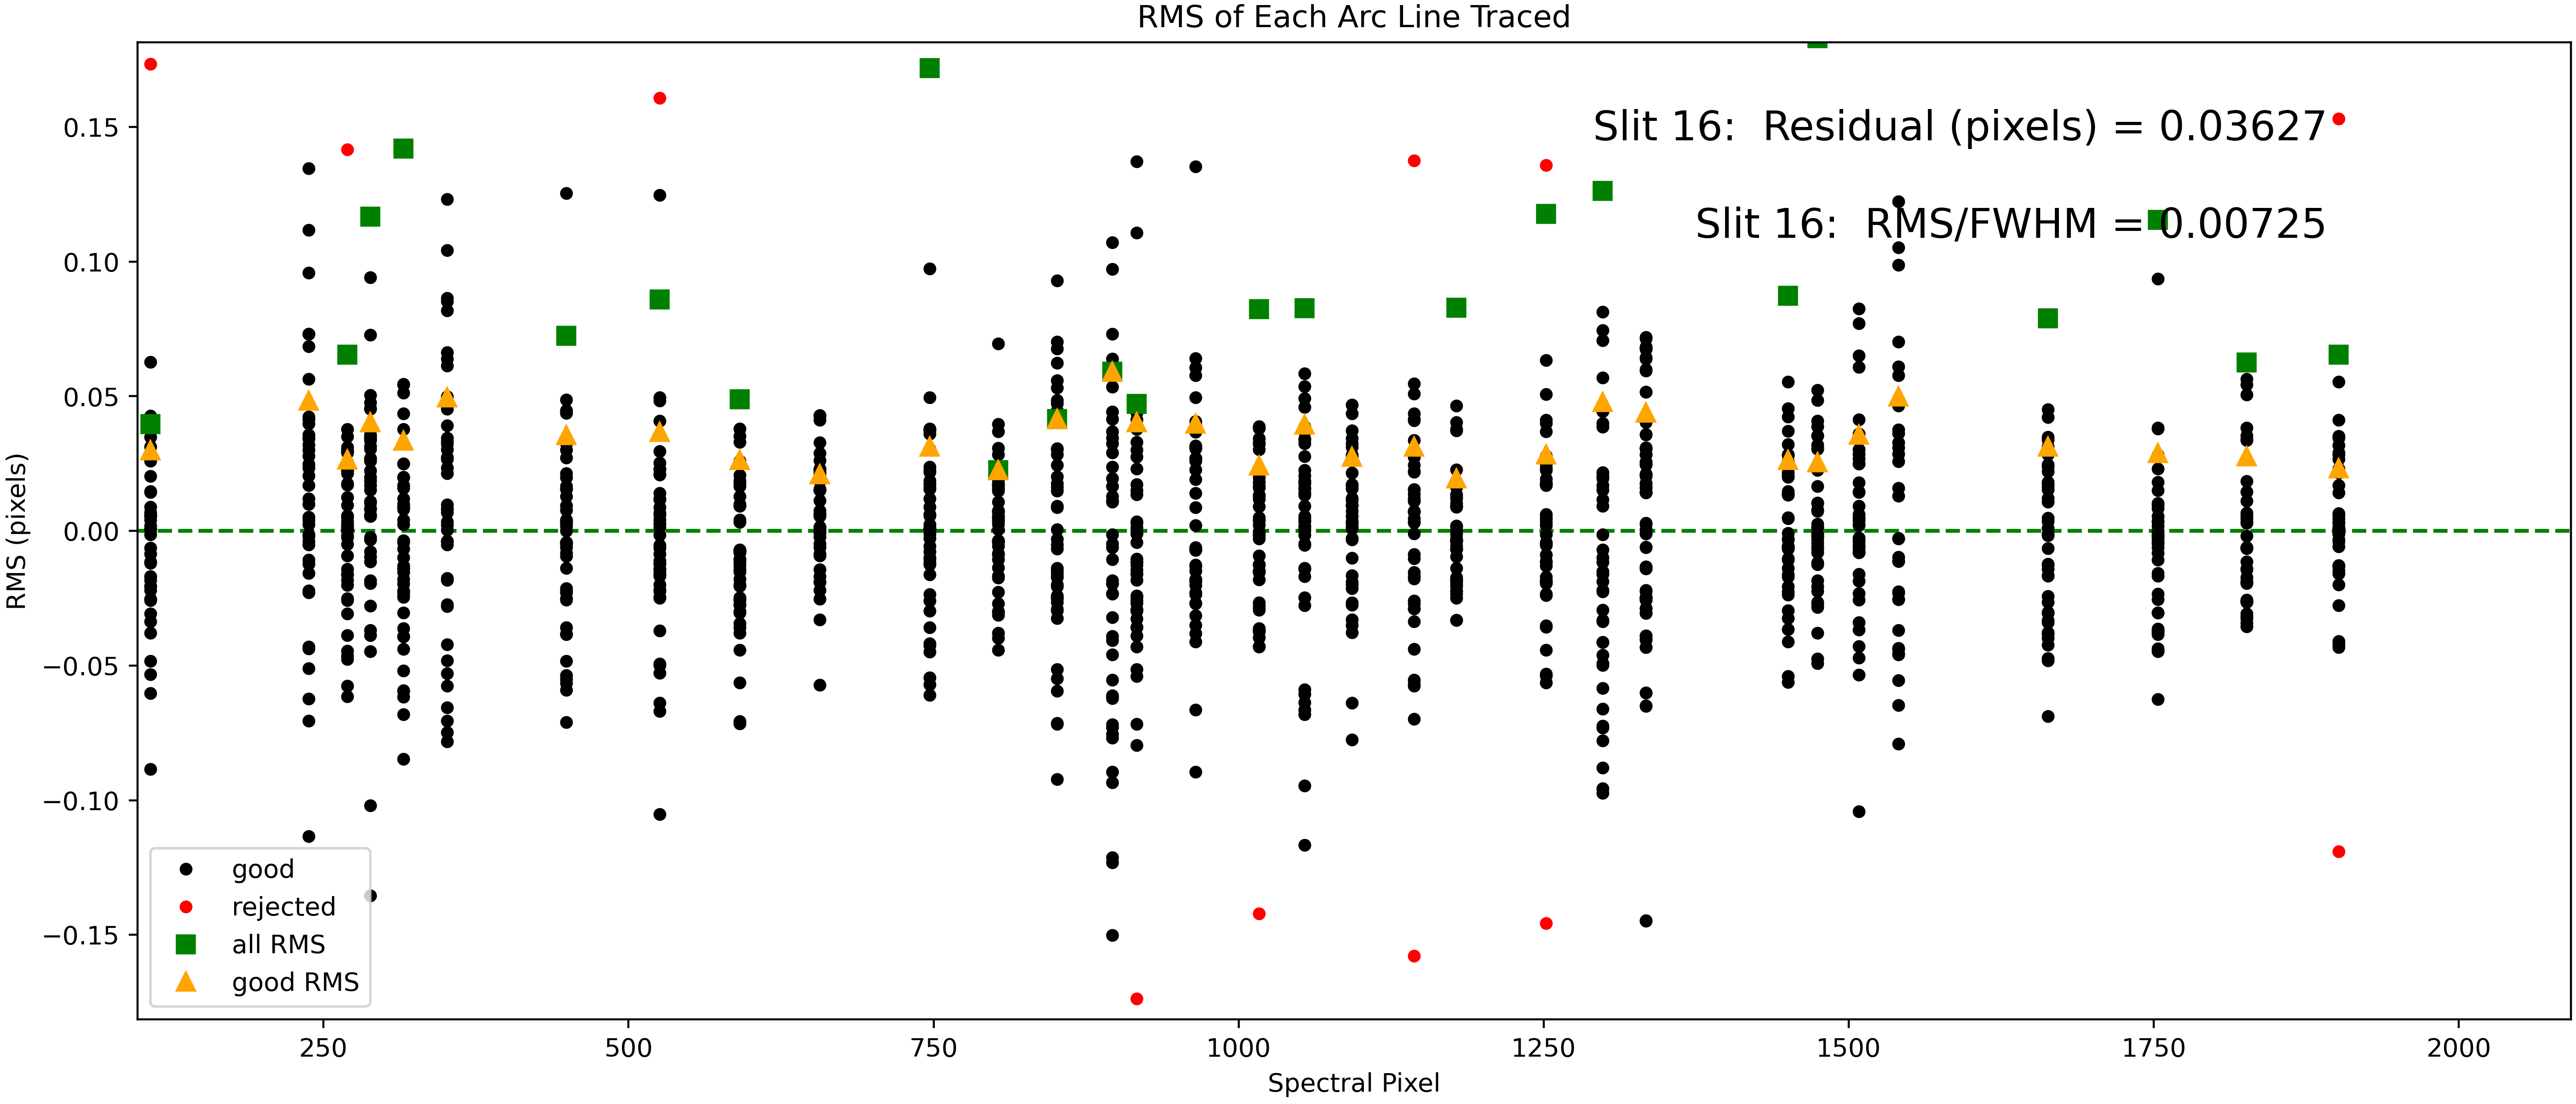 RMS of Each Arc Line Traced
Slit 16:  Residual (pixels) = 0.03627
Slit 16:  RMS/FWHM = 0.00725
RMS (pixels)
0.15
0.10
0.05
0.00
−0.05
−0.10
−0.15
good
rejected
all RMS
good RMS
250 500 750 1000 1250 1500 1750 2000
Spectral Pixel